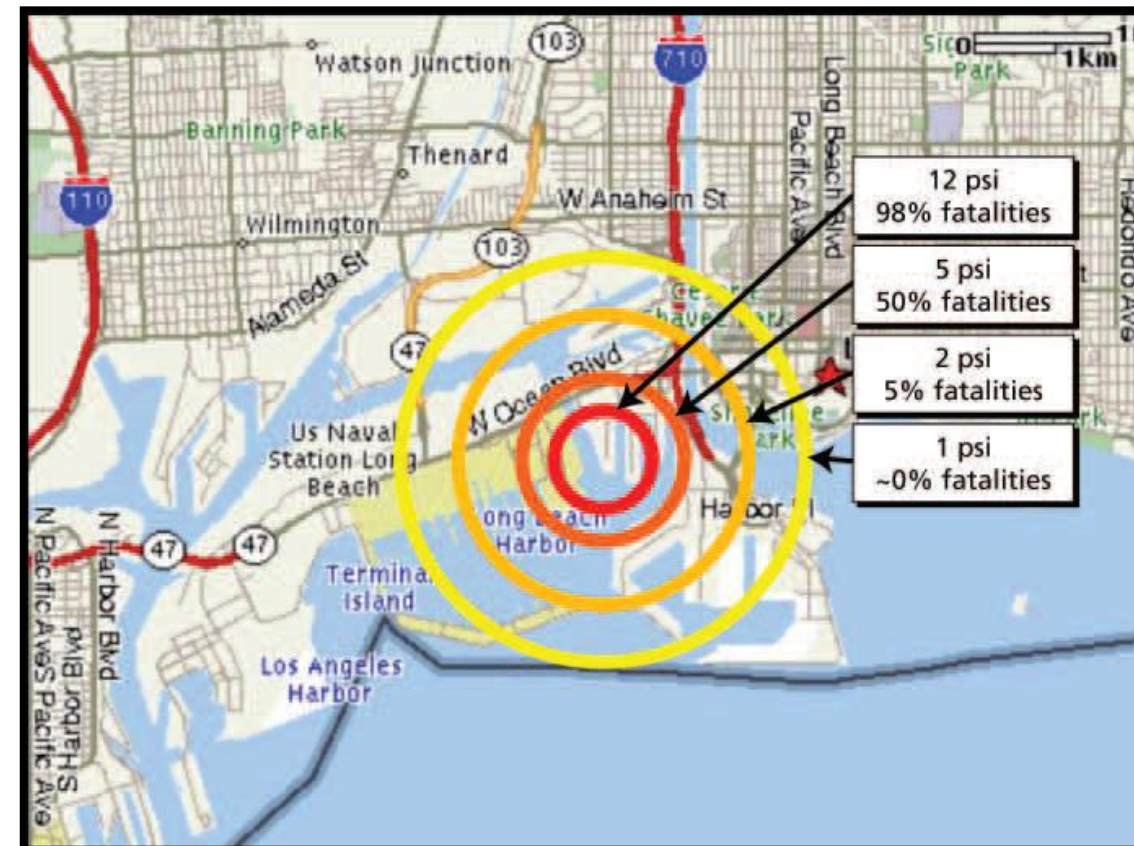 103
710
Watson Junction
Park
0
1km
Banning Park
Long Beach Blvd
Pacific Ave
Thenard
110
12 psi
98% fatalities
W Anaheim St
Wilmington
103
Alameda St
5 psi
50% fatalities
47
W Ocean Blvd
2 psi
5% fatalities
Us Naval
Station Long
Beach
1 psi
~0% fatalities
Long Beach
Harbor
47
47
Terminal
Island
N Pacific Ave
S Pacific Ave
N Harbor Blvd
S Harbor Blvd
Los Angeles
Harbor